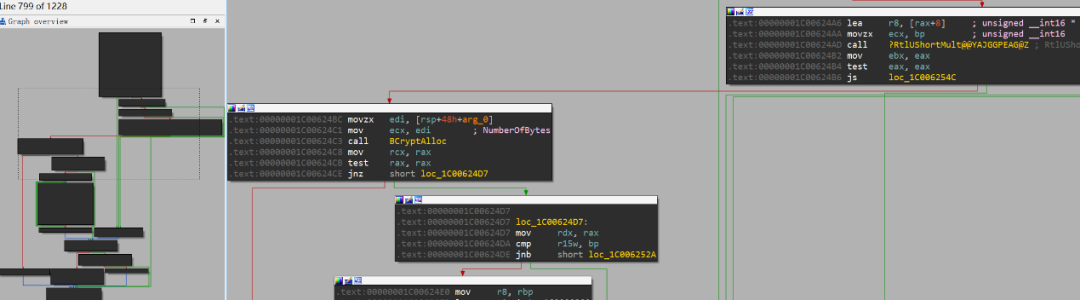 Line 799 of 1228
Graph overview
.text:00000001C00624A6 lea r8, [rax+8] ; unsigned __int16 *
.text:00000001C00624AA movzx ecx, bp ; unsigned __int16
.text:00000001C00624AD call ?RtlUShortMult@@YAJGGPEAG@Z ; RtlUSho
.text:00000001C00624B2 mov ebx, eax
.text:00000001C00624B4 test eax, eax
.text:00000001C00624B6 js loc_1C006254C
.text:00000001C00624BC movzx edi, [rsp+48h+arg_0]
.text:00000001C00624C1 mov ecx, edi ; NumberOfBytes
.text:00000001C00624C3 call BCryptAlloc
.text:00000001C00624C8 mov rcx, rax
.text:00000001C00624CB test rax, rax
.text:00000001C00624CE jnz short loc_1C00624D7
.text:00000001C00624D7
.text:00000001C00624D7 loc_1C00624D7:
.text:00000001C00624D7 mov rdx, rax
.text:00000001C00624DA cmp r15w, bp
.text:00000001C00624DE jnb short loc_1C006252A
.text:00000001C00624E0 mov r8, rbp